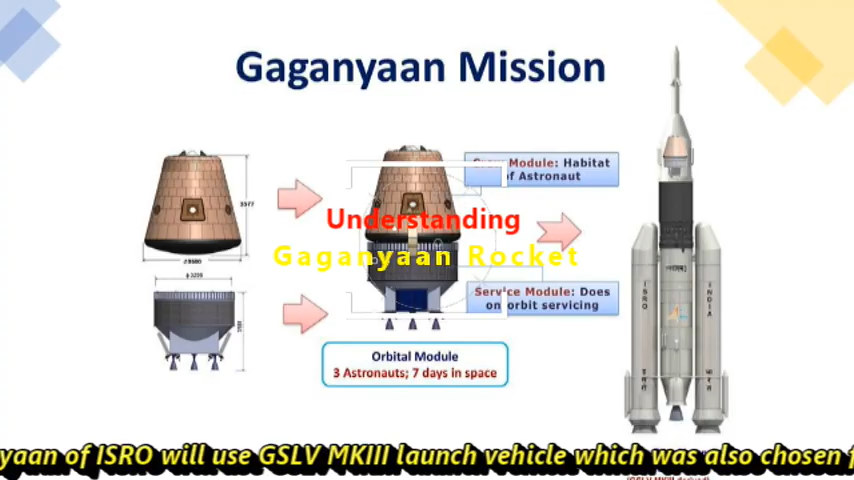 Gaganyaan Mission
3577
Module: Habitat
of Astronaut
Understanding
Gaganyaan Rocket
Service Module: Does
on orbit servicing
Orbital Module
3 Astronauts; 7 days in space
ISRO
INDIA
yaan of ISRO will use GSLV MKIII launch vehicle which was also chosen f